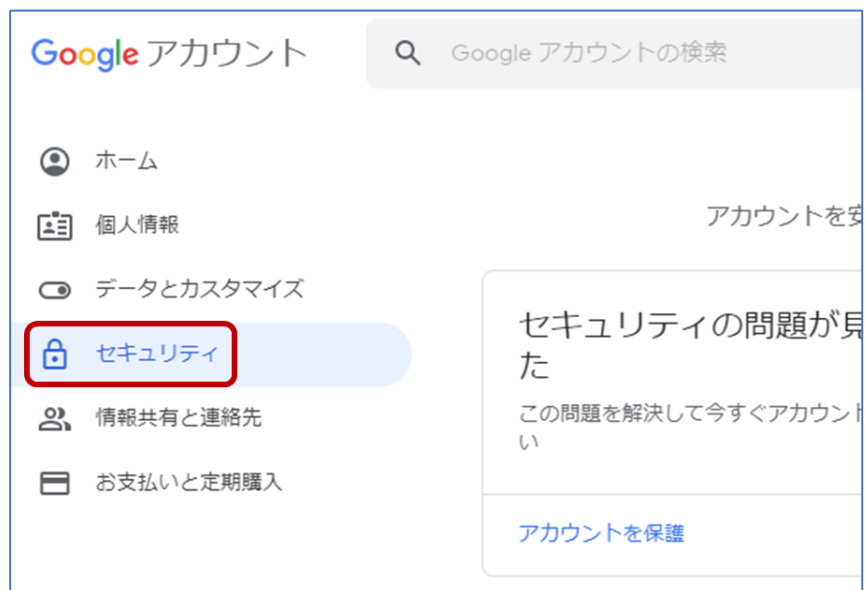 Google アカウント
Google アカウントの検索
ホーム
個人情報
データとカスタマイズ
セキュリティ
情報共有と連絡先
お支払いと定期購入
アカウントを安
セキュリティの問題が見
た
この問題を解決して今すぐアカウント
い
アカウントを保護